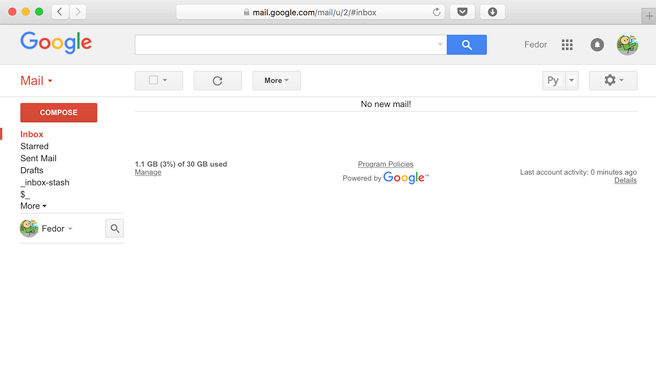 mail.google.com/mail/u/2/#inbox
Google
Fedor
Mail
More
Py
COMPOSE
No new mail!
Inbox
Starred
Sent Mail
Drafts
_inbox-stash
$_
More
Fedor
1.1 GB (3%) of 30 GB used
Manage
Program Policies
Powered by Google™
Last account activity: 0 minutes ago
Details